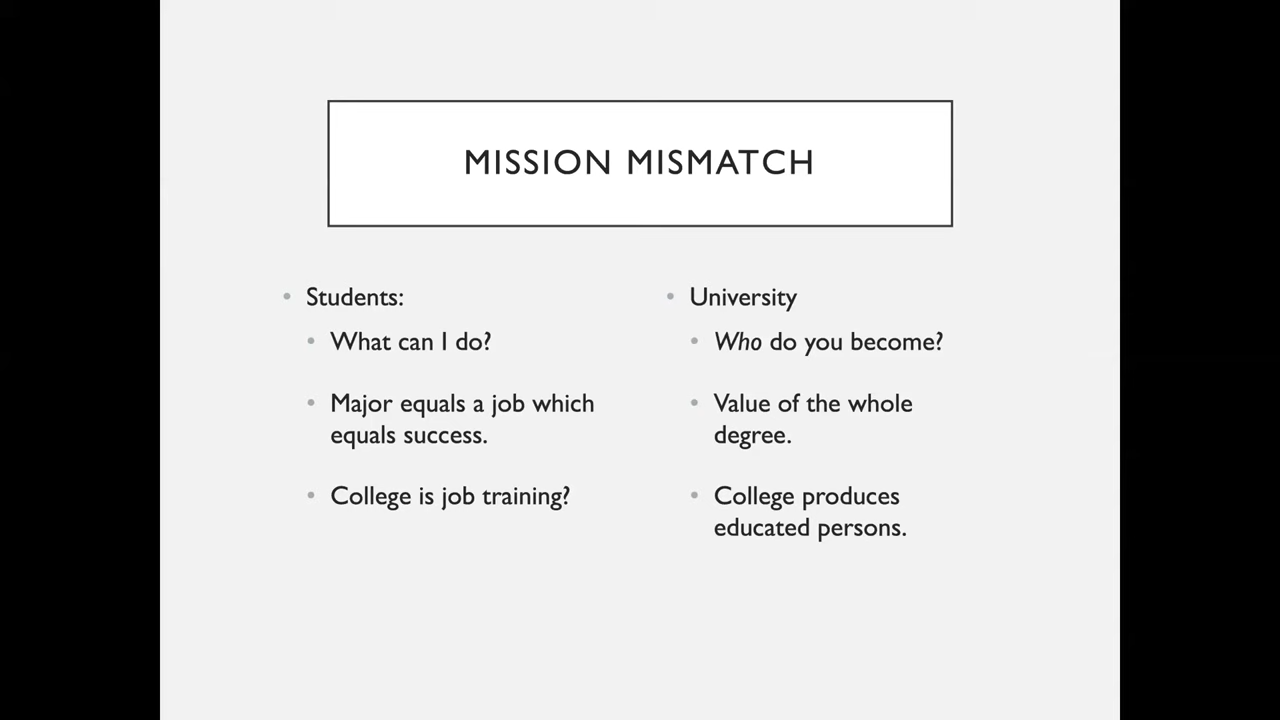 MISSION MISMATCH
• Students:
• What can I do?
• Major equals a job which
equals success.
• College is job training?
• University
• Who do you become?
• Value of the whole
degree.
• College produces
educated persons.